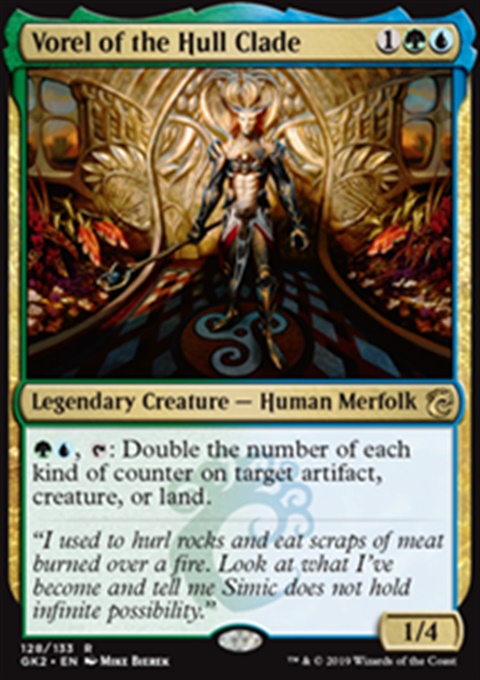 Vorel of the Hull Clade 1
Legendary Creature — Human Merfolk
, : Double the number of each
kind of counter on target artifact,
creature, or land.
“I used to hurl rocks and eat scraps of meat
burned over a fire. Look at what I’ve
become and tell me Simic does not hold
infinite possibility.”
1/4
128/133 R
GK2 • EN Mike Bierek
™ & © 2019 Wizards of the Coast